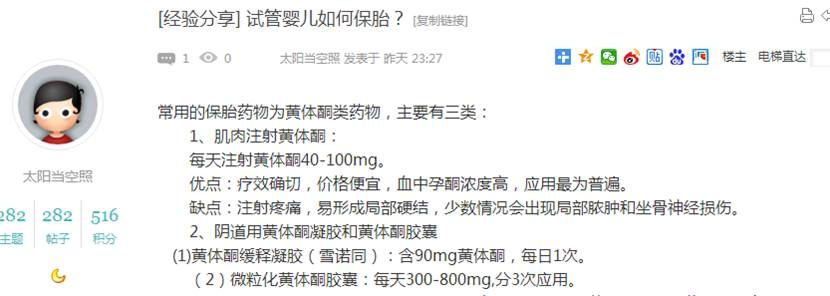 [经验分享] 试管婴儿如何保胎？ [复制链接]
1 0 太阳当空照 发表于 昨天 23:27 楼主 电梯直达
常用的保胎药物为黄体酮类药物，主要有三类：
1、肌肉注射黄体酮：
每天注射黄体酮40-100mg。
优点：疗效确切，价格便宜，血中孕酮浓度高，应用最为普遍。
缺点：注射疼痛，易形成局部硬结，少数情况会出现局部脓肿和坐骨神经损伤。
2、阴道用黄体酮凝胶和黄体酮胶囊
(1)黄体酮缓释凝胶（雪诺同）：含90mg黄体酮，每日1次。
（2）微粒化黄体酮胶囊：每天300-800mg,分3次应用。
太阳当空照
282 282 516
主题 帖子 积分